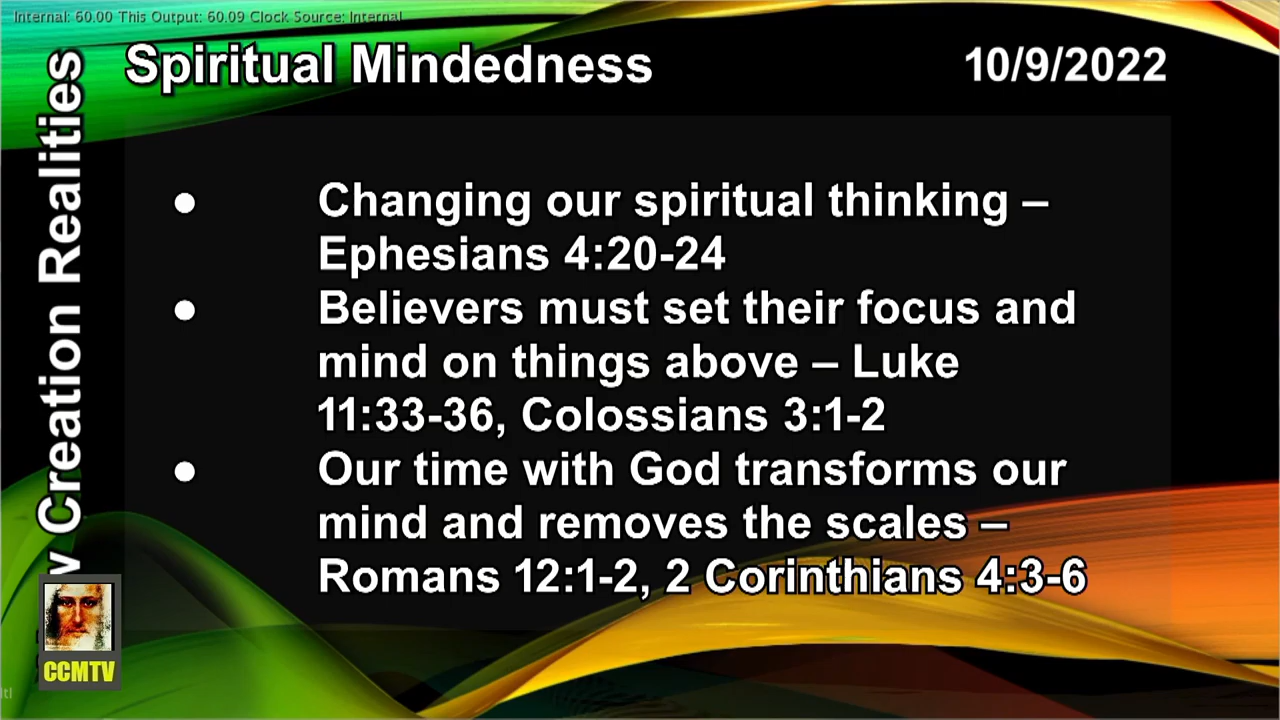 Internal: 60.00 This Output: 60.09 Clock Source: Internal
Spiritual Mindedness
10/9/2022
w Creation Realities
● Changing our spiritual thinking –
Ephesians 4:20-24
● Believers must set their focus and
mind on things above – Luke
11:33-36, Colossians 3:1-2
● Our time with God transforms our
mind and removes the scales –
Romans 12:1-2, 2 Corinthians 4:3-6
CCMTV